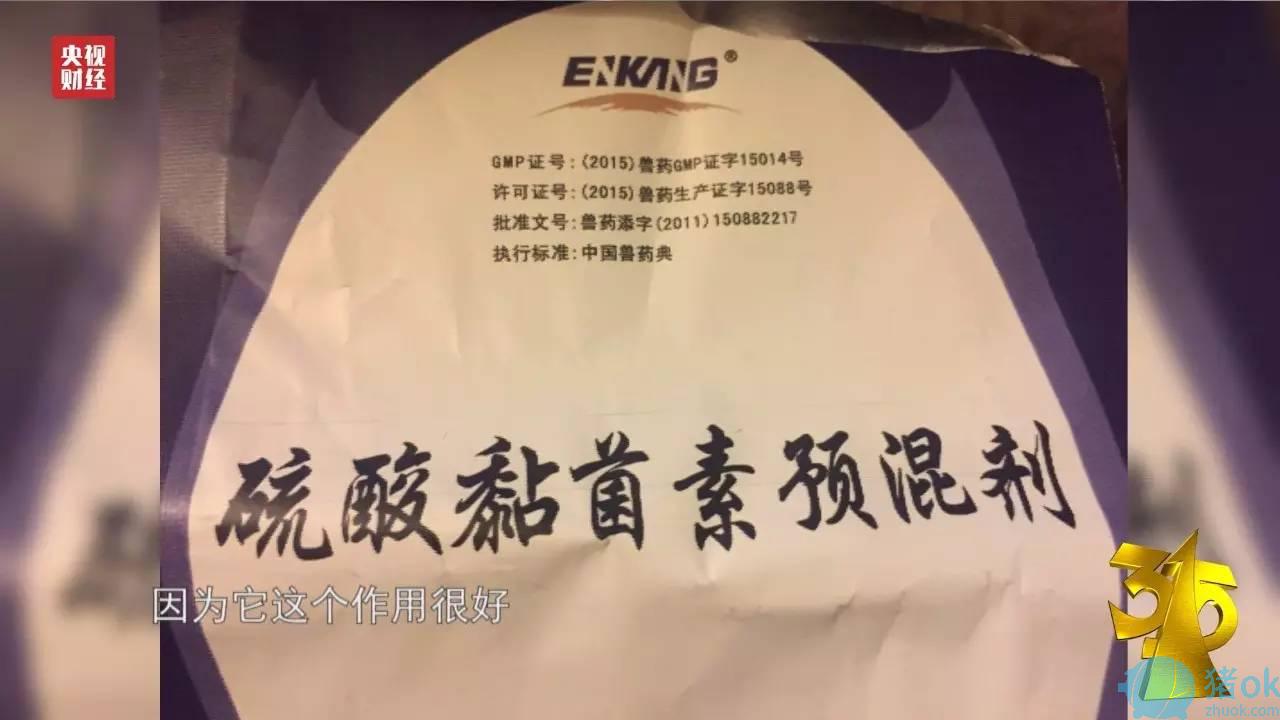 央视
财经
ENKANG®
GMP证号:(2015)兽药GMP证字15014号
许可证号:(2015)兽药生产证字15088号
批准文号:兽药添字(2011)150882217
执行标准:中国兽药典
硫酸黏菌素预混剂
因为它这个作用很好
315
猪ok
zhuok.com